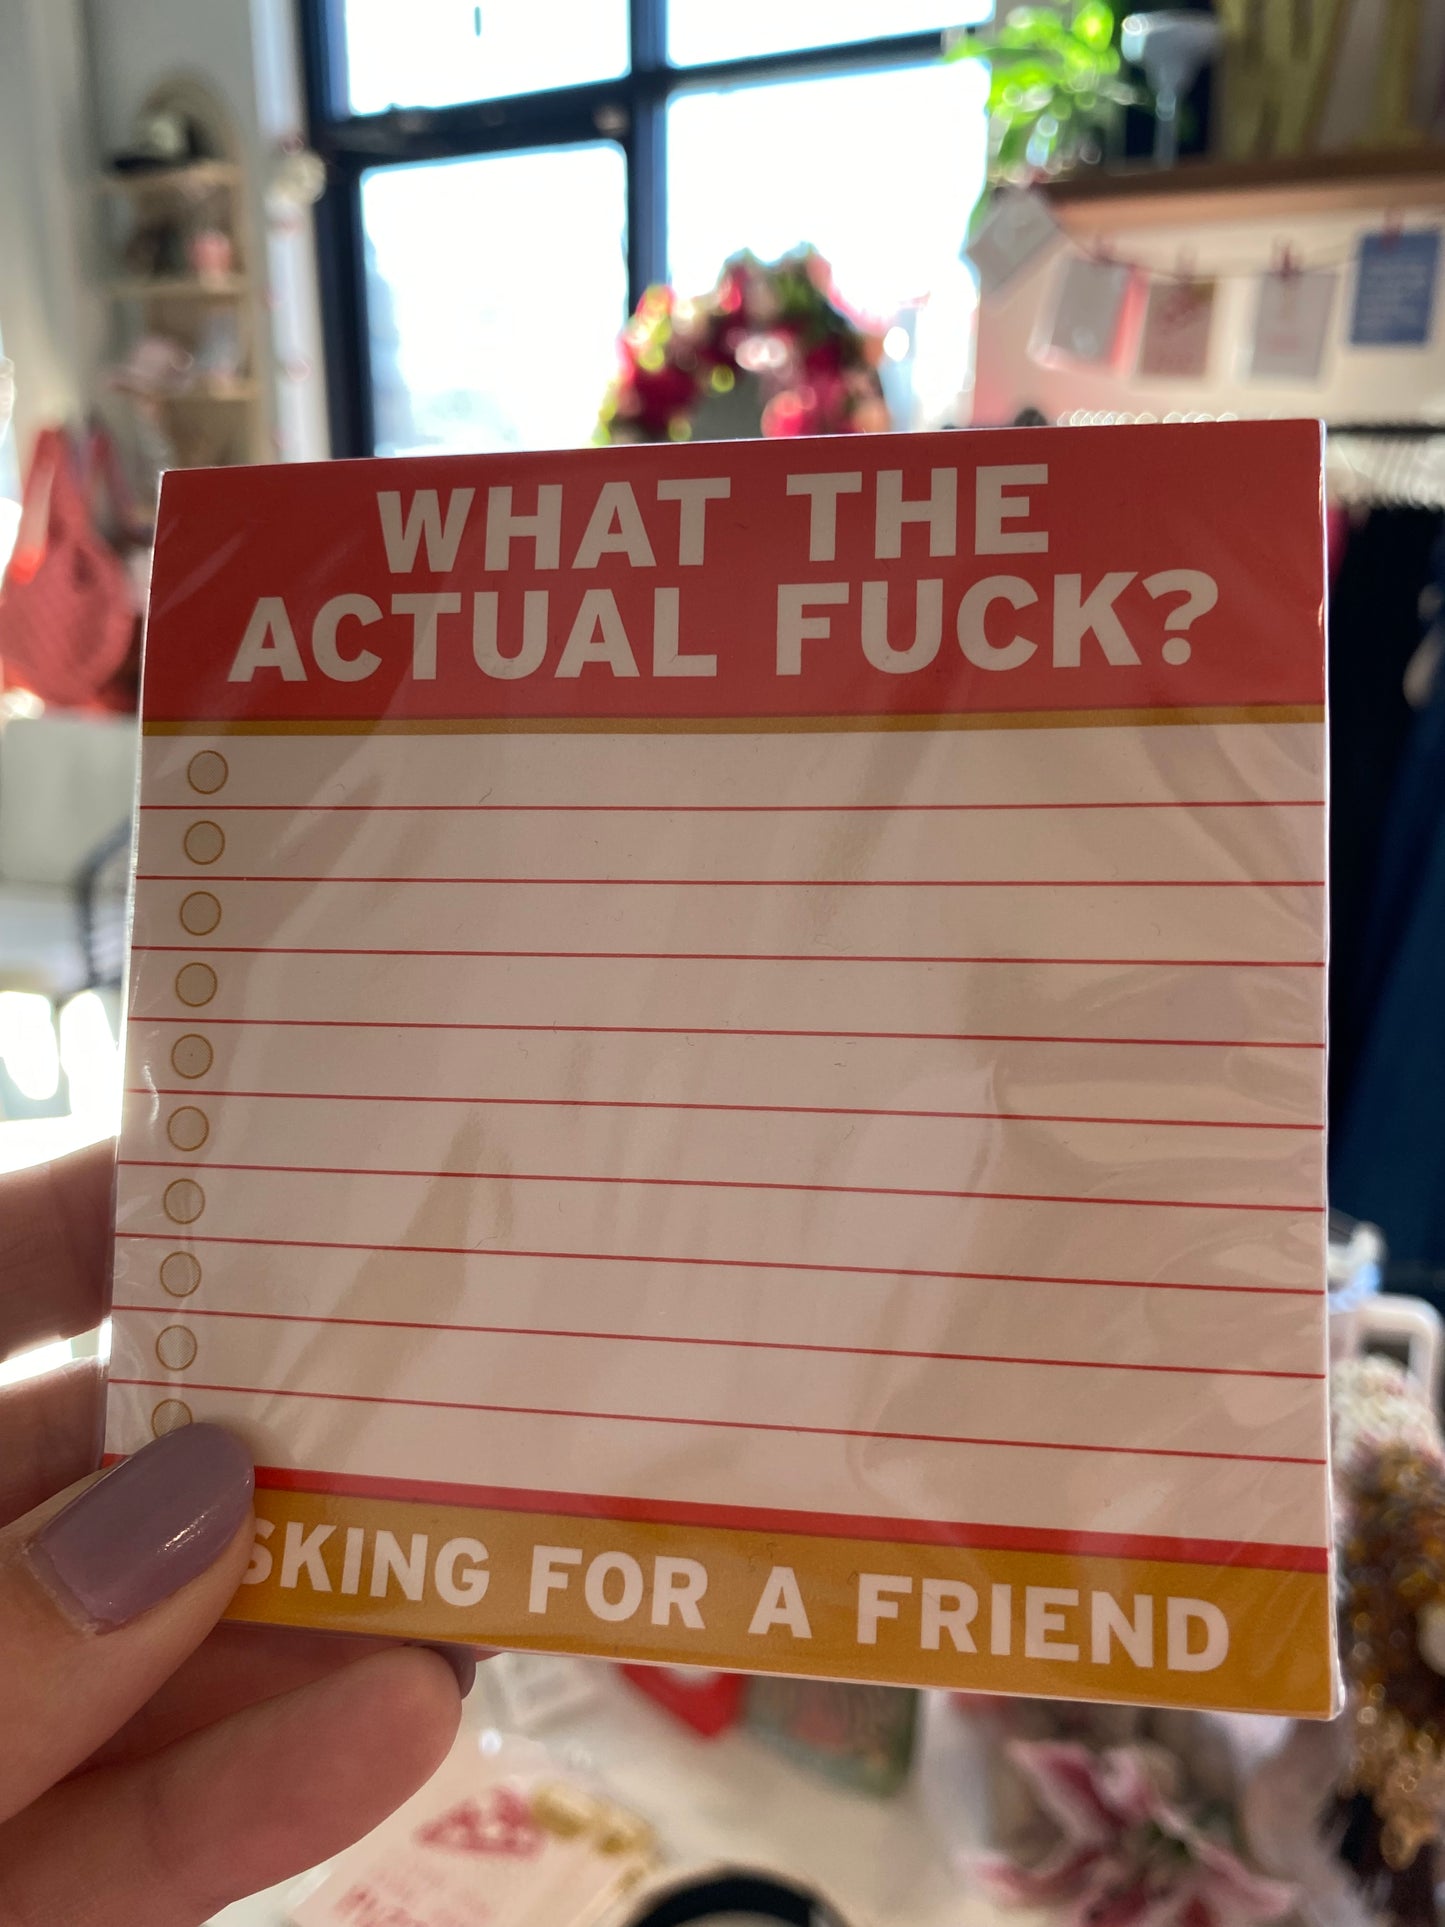 WHAT THE
ACTUAL FUCK?
SKING FOR A FRIEND